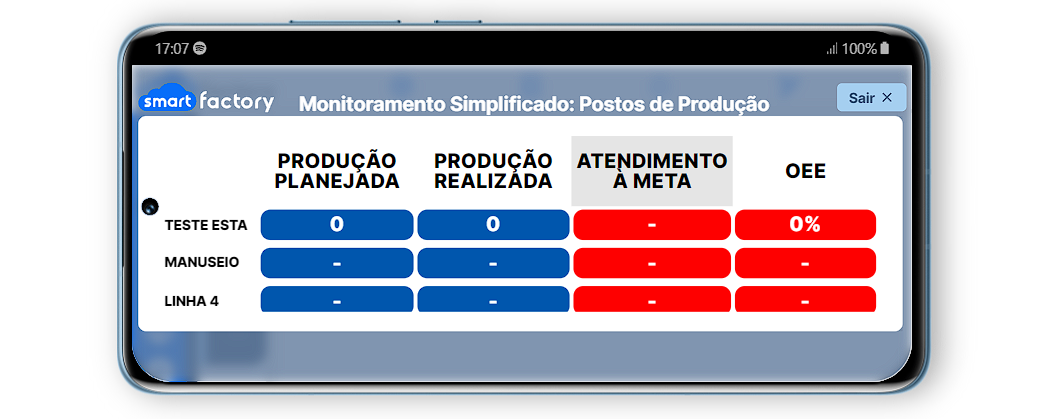 17:07
100%
smart factory
Monitoramento Simplificado: Postos de Produção
Sair ×
PRODUÇÃO PLANEJADA
PRODUÇÃO REALIZADA
ATENDIMENTO À META
OEE
TESTE ESTA 0 0 - 0%
MANUSEIO - - - -
LINHA 4 - - - -